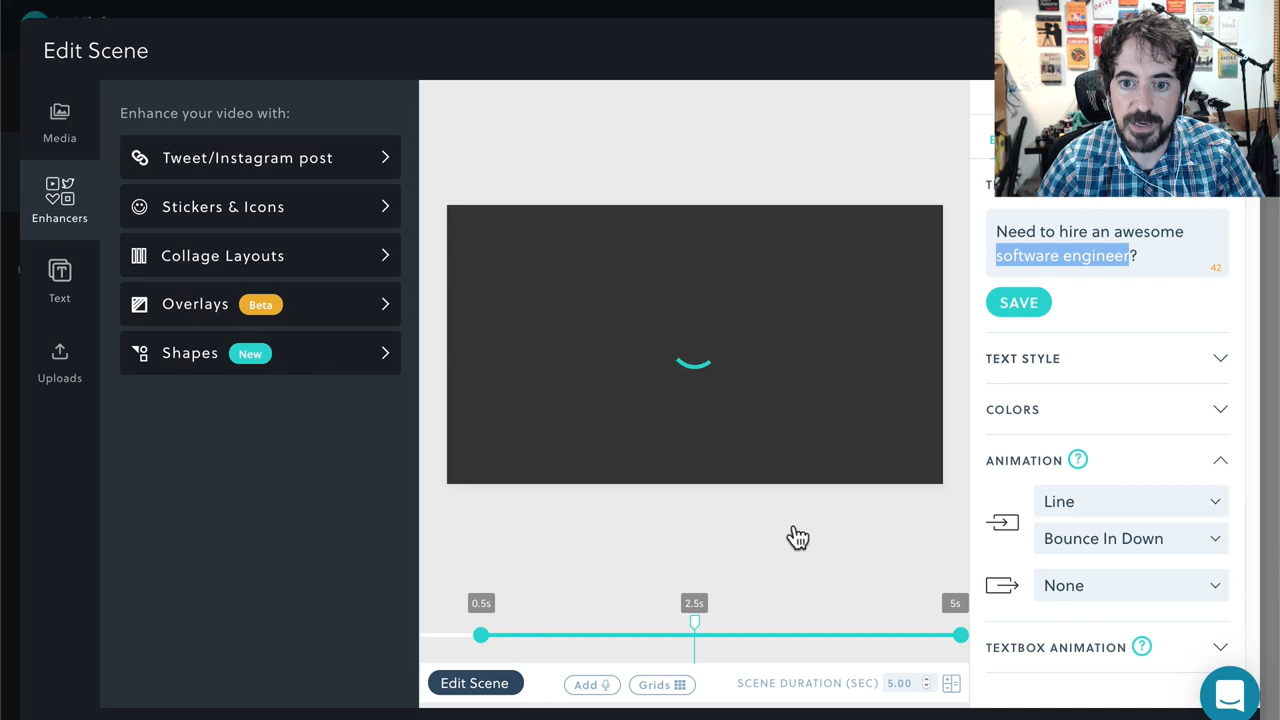 Edit Scene
Media
Enhancers
Text
Uploads
Enhance your video with:
Tweet/Instagram post
Stickers & Icons
Collage Layouts
Overlays Beta
Shapes New
0.5s
2.5s
5s
Edit Scene
Add
Grids
SCENE DURATION (SEC) 5.00
Need to hire an awesome
software engineer?
42
SAVE
TEXT STYLE
COLORS
ANIMATION ?
Line
Bounce In Down
None
TEXTBOX ANIMATION ?